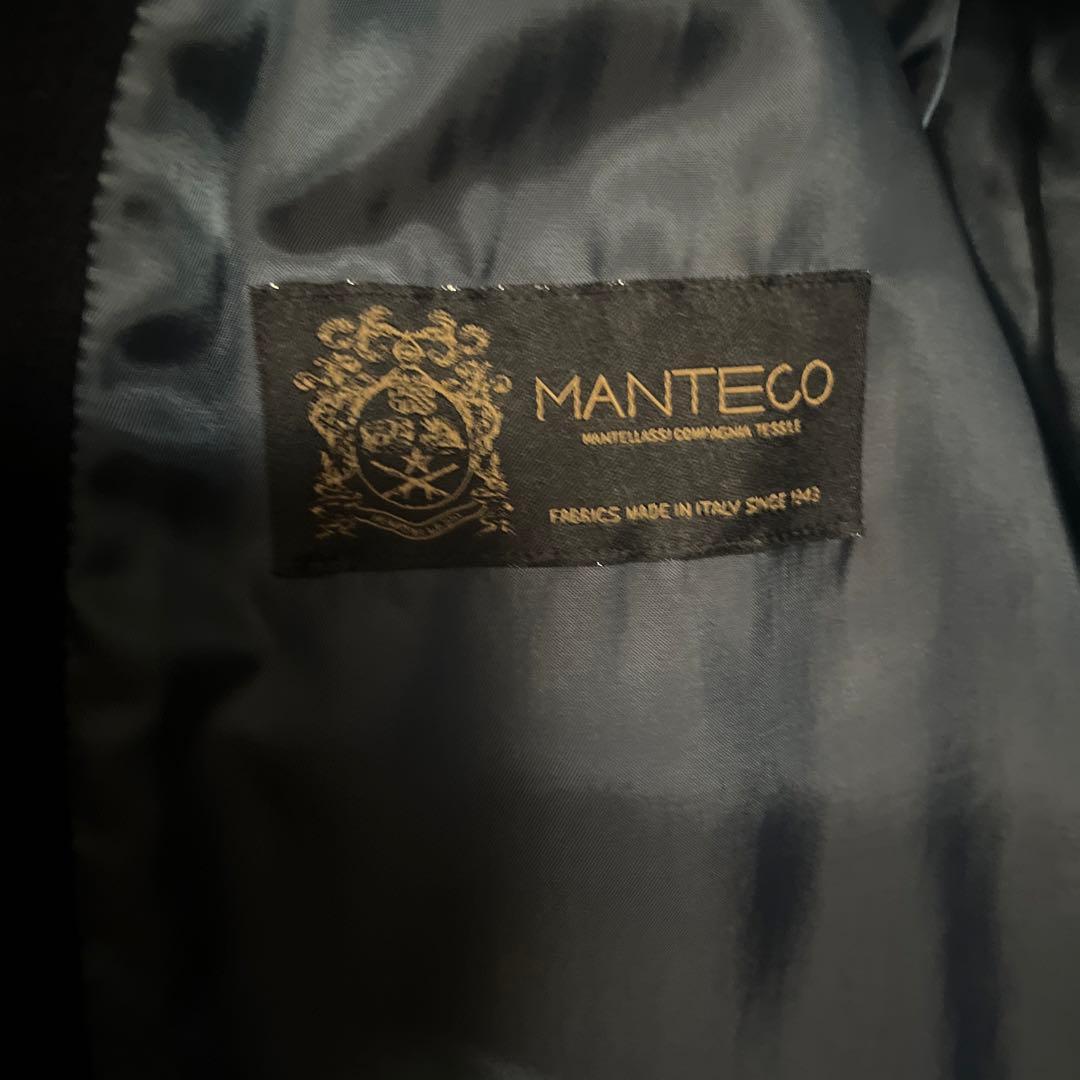 MANTECO
MANTELLASSI COMPAGNIA TESSILE
FABRICS MADE IN ITALY SINCE 1943